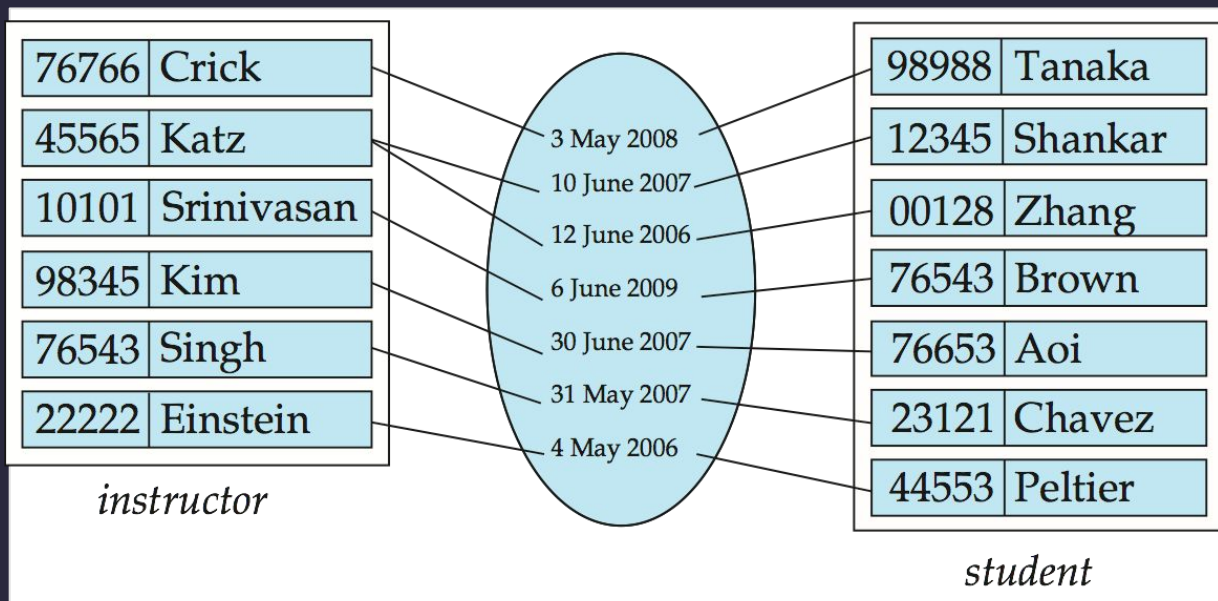 76766 Crick
45565 Katz
10101 Srinivasan
98345 Kim
76543 Singh
22222 Einstein
instructor
3 May 2008
10 June 2007
12 June 2006
6 June 2009
30 June 2007
31 May 2007
4 May 2006
98988 Tanaka
12345 Shankar
00128 Zhang
76543 Brown
76653 Aoi
23121 Chavez
44553 Peltier
student